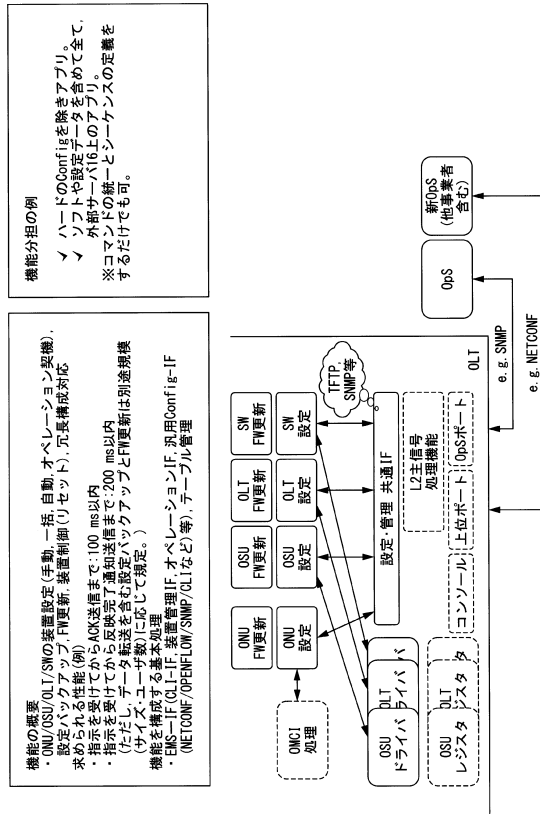 機能の概要
・ONU/OSU/OLT/SWの装置設定(手動,一括,自動,オペレーション契機),
設定バックアップ,FW更新,装置制御(リセット),冗長構成対応
求められる性能(例)
・指示を受けてからACK送信まで:100 ms以内
・指示を受けてから反映完了通知送信まで:200 ms以内
(ただし,データ転送を含む設定バックアップとFW更新は別途規模
(サイズ・ユーザ数)に応じて規定。)
機能を構成する基本処理
・EMS―IF(CLI-IF,装置管理IF,オペレーションIF,汎用Config-IF
(NETCONF/OPENFLOW/SNMP/CLIなど)等),テーブル管理
機能分担の例
✓ ハードのConfigを除きアプリ。
✓ ソフトや設定データを含めて全て,
外部サーバ16上のアプリ。
※コマンドの統一とシーケンスの定義を
するだけでも可。
ONU
FW更新
OSU
FW更新
OLT
FW更新
SW
FW更新
OMCI
処理
ONU
設定
OSU
設定
OLT
設定
SW
設定
TFTP,
SNMP等
設定・管理 共通IF
L2主信号
処理機能
OSU
ドライバ
OLT
ライバ
バ
OSU
レジスタ
OLT
ジスタ
タ
コンソール
上位ポート
OpSポート
OLT
e.g. SNMP
e.g. NETCONF
OpS
新OpS
(他事業者
含む)